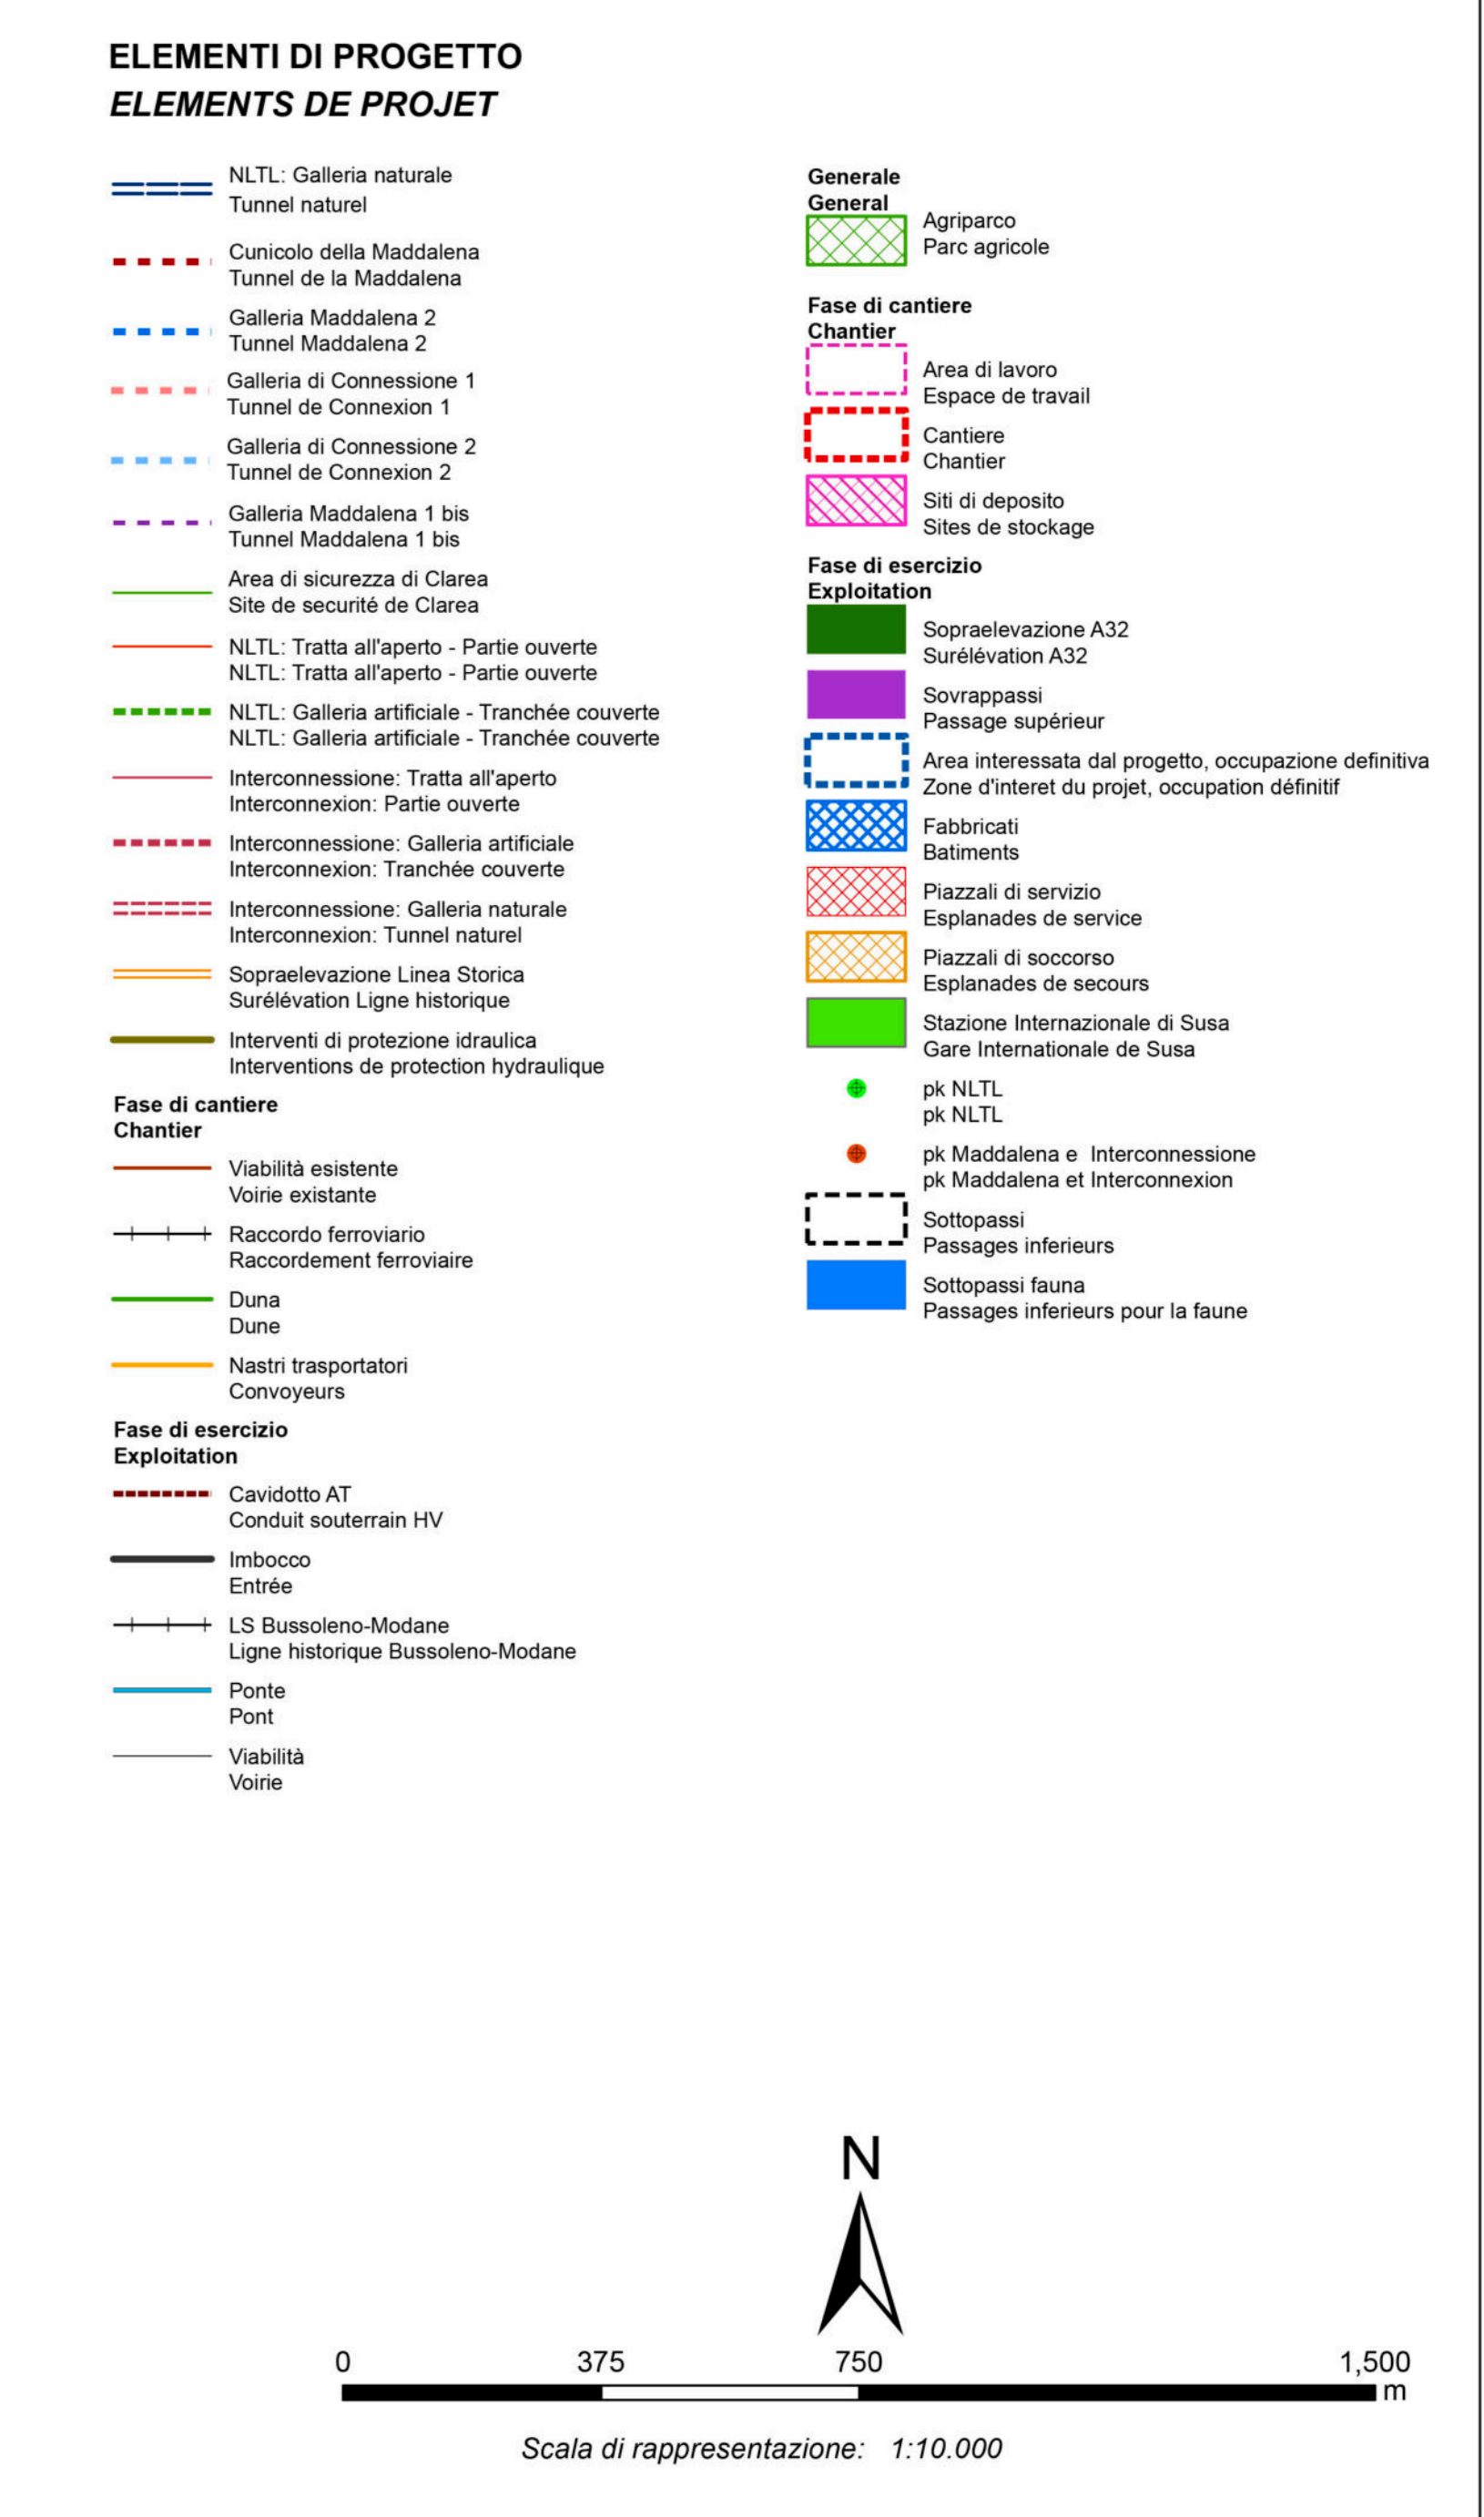 ELEMENTI DI PROGETTO
ELEMENTS DE PROJET
NLTL: Galleria naturale
Tunnel naturel
Cunicolo della Maddalena
Tunnel de la Maddalena
Galleria Maddalena 2
Tunnel Maddalena 2
Galleria di Connessione 1
Tunnel de Connexion 1
Galleria di Connessione 2
Tunnel de Connexion 2
Galleria Maddalena 1 bis
Tunnel Maddalena 1 bis
Area di sicurezza di Clarea
Site de securité de Clarea
NLTL: Tratta all'aperto - Partie ouverte
NLTL: Tratta all'aperto - Partie ouverte
NLTL: Galleria artificiale - Tranchée couverte
NLTL: Galleria artificiale - Tranchée couverte
Interconnessione: Tratta all'aperto
Interconnexion: Partie ouverte
Interconnessione: Galleria artificiale
Interconnexion: Tranchée couverte
Interconnessione: Galleria naturale
Interconnexion: Tunnel naturel
Sopraelevazione Linea Storica
Surélévation Ligne historique
Interventi di protezione idraulica
Interventions de protection hydraulique
Fase di cantiere
Chantier
Viabilità esistente
Voirie existante
Raccordo ferroviario
Raccordement ferroviaire
Duna
Dune
Nastri trasportatori
Convoyeurs
Fase di esercizio
Exploitation
Cavidotto AT
Conduit souterrain HV
Imbocco
Entrée
LS Bussoleno-Modane
Ligne historique Bussoleno-Modane
Ponte
Pont
Viabilità
Voirie
Generale
General
Agriparco
Parc agricole
Fase di cantiere
Chantier
Area di lavoro
Espace de travail
Cantiere
Chantier
Siti di deposito
Sites de stockage
Fase di esercizio
Exploitation
Sopraelevazione A32
Surélévation A32
Sovrappassi
Passage supérieur
Area interessata dal progetto, occupazione definitiva
Zone d'interet du projet, occupation définitif
Fabbricati
Batiments
Piazzali di servizio
Esplanades de service
Piazzali di soccorso
Esplanades de secours
Stazione Internazionale di Susa
Gare Internationale de Susa
pk NLTL
pk NLTL
pk Maddalena e Interconnessione
pk Maddalena et Interconnexion
Sottopassi
Passages inferieurs
Sottopassi fauna
Passages inferieurs pour la faune
N
0 375 750 1,500
m
Scala di rappresentazione: 1:10.000